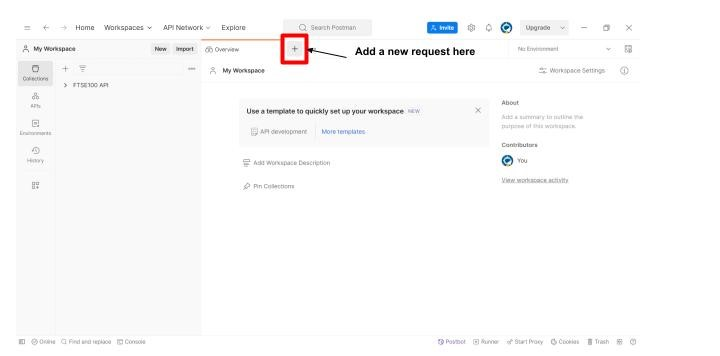 Home Workspaces API Network Explore Search Postman Invite Upgrade
My Workspace New Import Overview + Add a new request here No Environment
My Workspace Workspace Settings
Collections
FTSE100 API
APIs
Environments
History
Use a template to quickly set up your workspace NEW
API development More templates
Add Workspace Description
Pin Collections
About
Add a summary to outline the
purpose of this workspace.
Contributors
You
View workspace activity
Online Find and replace Console Postbot Runner Start Proxy Cookies Trash